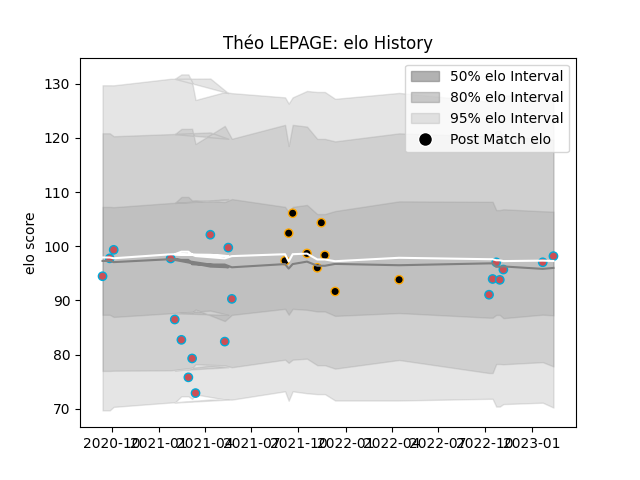 Théo LEPAGE: elo History
50% elo Interval
80% elo Interval
95% elo Interval
Post Match elo
elo score
130
120
110
100
90
80
70
2020-10 2021-01 2021-04 2021-07 2021-10 2022-01 2022-04 2022-07 2022-10 2023-01